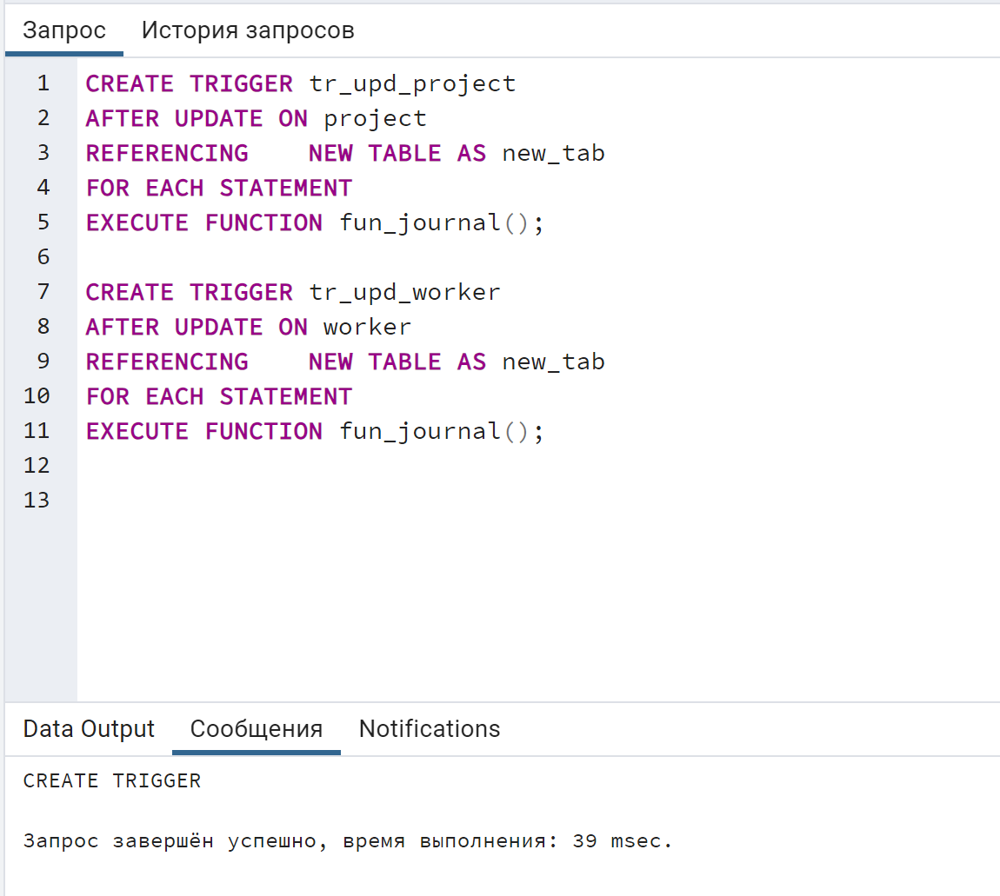 Запрос История запросов
1 CREATE TRIGGER tr_upd_project
2 AFTER UPDATE ON project
3 REFERENCING    NEW TABLE AS new_tab
4 FOR EACH STATEMENT
5 EXECUTE FUNCTION fun_journal();
6
7 CREATE TRIGGER tr_upd_worker
8 AFTER UPDATE ON worker
9 REFERENCING    NEW TABLE AS new_tab
10 FOR EACH STATEMENT
11 EXECUTE FUNCTION fun_journal();
12
13
Data Output Сообщения Notifications
CREATE TRIGGER
Запрос завершён успешно, время выполнения: 39 msec.